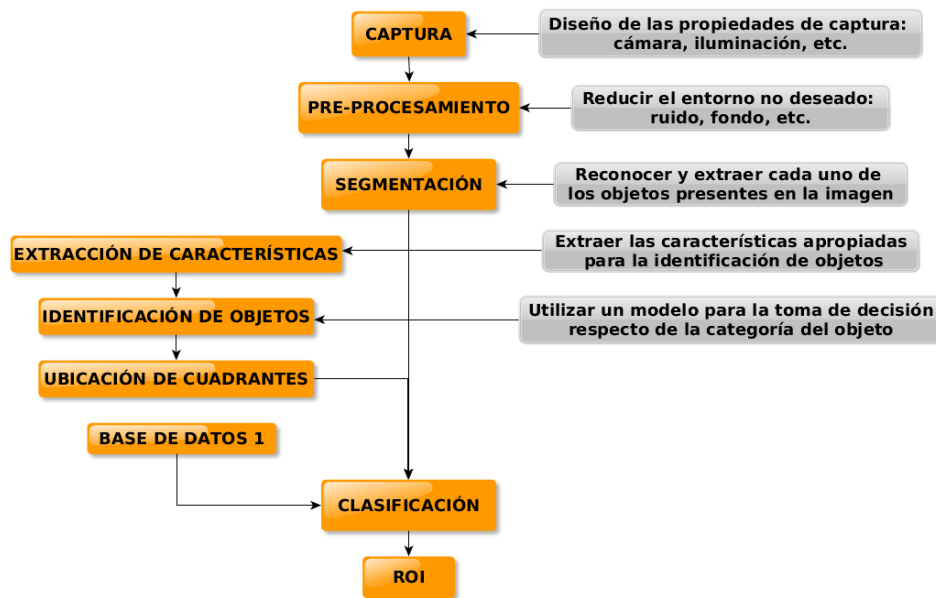 CAPTURA
Diseño de las propiedades de captura:
cámara, iluminación, etc.
PRE-PROCESAMIENTO
Reducir el entorno no deseado:
ruido, fondo, etc.
SEGMENTACIÓN
Reconocer y extraer cada uno de
los objetos presentes en la imagen
EXTRACCIÓN DE CARACTERÍSTICAS
Extraer las características apropiadas
para la identificación de objetos
IDENTIFICACIÓN DE OBJETOS
Utilizar un modelo para la toma de decisión
respecto de la categoría del objeto
UBICACIÓN DE CUADRANTES
BASE DE DATOS 1
CLASIFICACIÓN
ROI